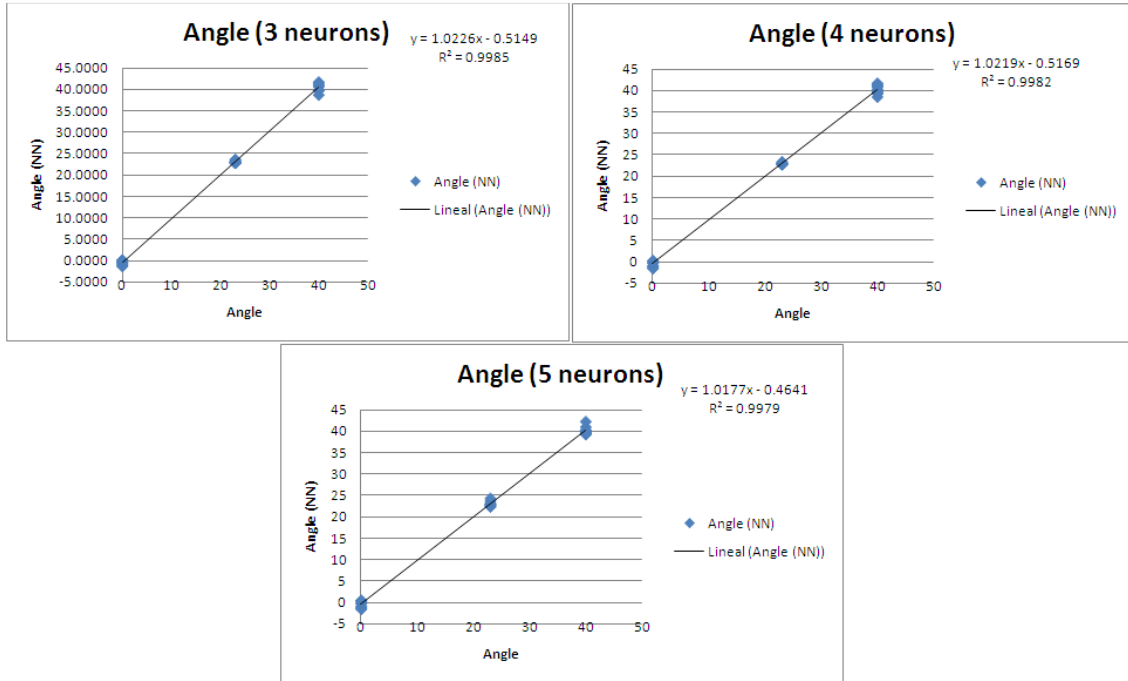 Angle (3 neurons)
y = 1.0226x - 0.5149
R² = 0.9985
45.0000
40.0000
35.0000
30.0000
25.0000
20.0000
15.0000
10.0000
5.0000
0.0000
-5.0000
Angle (NN)
0 10 20 30 40 50
Angle
Angle (NN)
Lineal (Angle (NN))
Angle (4 neurons)
y = 1.0219x - 0.5169
R² = 0.9982
45
40
35
30
25
20
15
10
5
0
-5
Angle (NN)
0 10 20 30 40 50
Angle
Angle (NN)
Lineal (Angle (NN))
Angle (5 neurons)
y = 1.0177x - 0.4641
R² = 0.9979
45
40
35
30
25
20
15
10
5
0
-5
Angle (NN)
0 10 20 30 40 50
Angle
Angle (NN)
Lineal (Angle (NN))